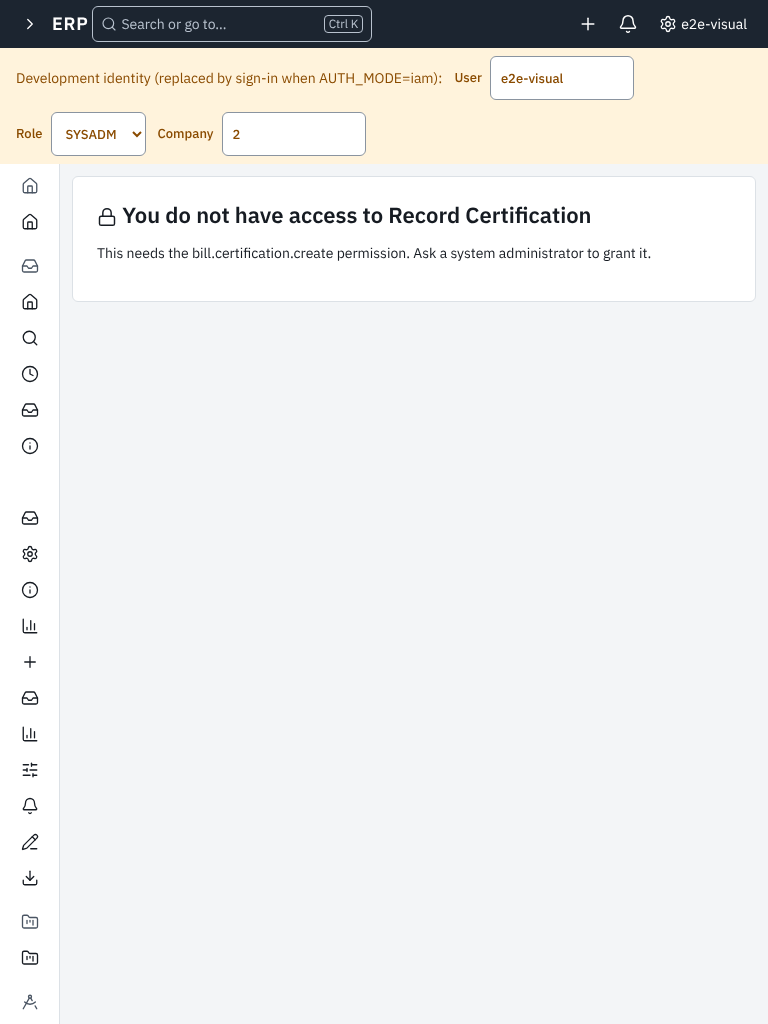 ERP
Search or go to...
Ctrl K
e2e-visual
Development identity (replaced by sign-in when AUTH_MODE=iam):
User
e2e-visual
Role
SYSADM
Company
2
You do not have access to Record Certification
This needs the bill.certification.create permission. Ask a system administrator to grant it.